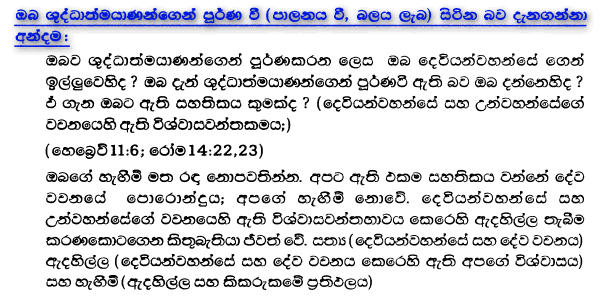 ඔබ ශුද්ධාත්මයාණන්ගෙන් පූර්ණ වී (පාලනය වී, බලය ලැබ) සිටින බව දැනගන්නා
අන්දම:
ඔබව ශුද්ධාත්මයාණන්ගෙන් පූර්ණකරන ලෙස ඔබ දෙවියන්වහන්සේ ගෙන්
ඉල්ලුවෙහිද ? ඔබ දැන් ශුද්ධාත්මයාණන්ගෙන් පූර්ණවී ඇති බව ඔබ දන්නෙහිද ?
ඒ ගැන ඔබට ඇති සහතිකය කුමක්ද ? (දෙවියන්වහන්සේ සහ උන්වහන්සේගේ
වචනයෙහි ඇති විශ්වාසවන්තකමය;)
(හෙබ්‍රෙව් 11:6; රෝම 14:22,23)
ඔබගේ හැඟීම් මත රඳා නොපවතින්න. අපට ඇති එකම සහතිකය වන්නේ දේව
වචනයේ පොරොන්දුය; අපගේ හැඟීම් නොවේ. දෙවියන්වහන්සේ සහ
උන්වහන්සේගේ වචනයෙහි ඇති විශ්වාසවන්තභාවය කෙරෙහි ඇදහිල්ල තැබීම
කරණකොටගෙන කිතුබැතියා ජීවත් වේ. සත්‍ය (දෙවියන්වහන්සේ සහ දේව වචනය)
ඇදහිල්ල (දෙවියන්වහන්සේ සහ දේව වචනය කෙරෙහි ඇති අපගේ විශ්වාසය)
සහ හැඟීම් (ඇදහිල්ල සහ කිකරුකමේ ප්‍රතිඵලය)